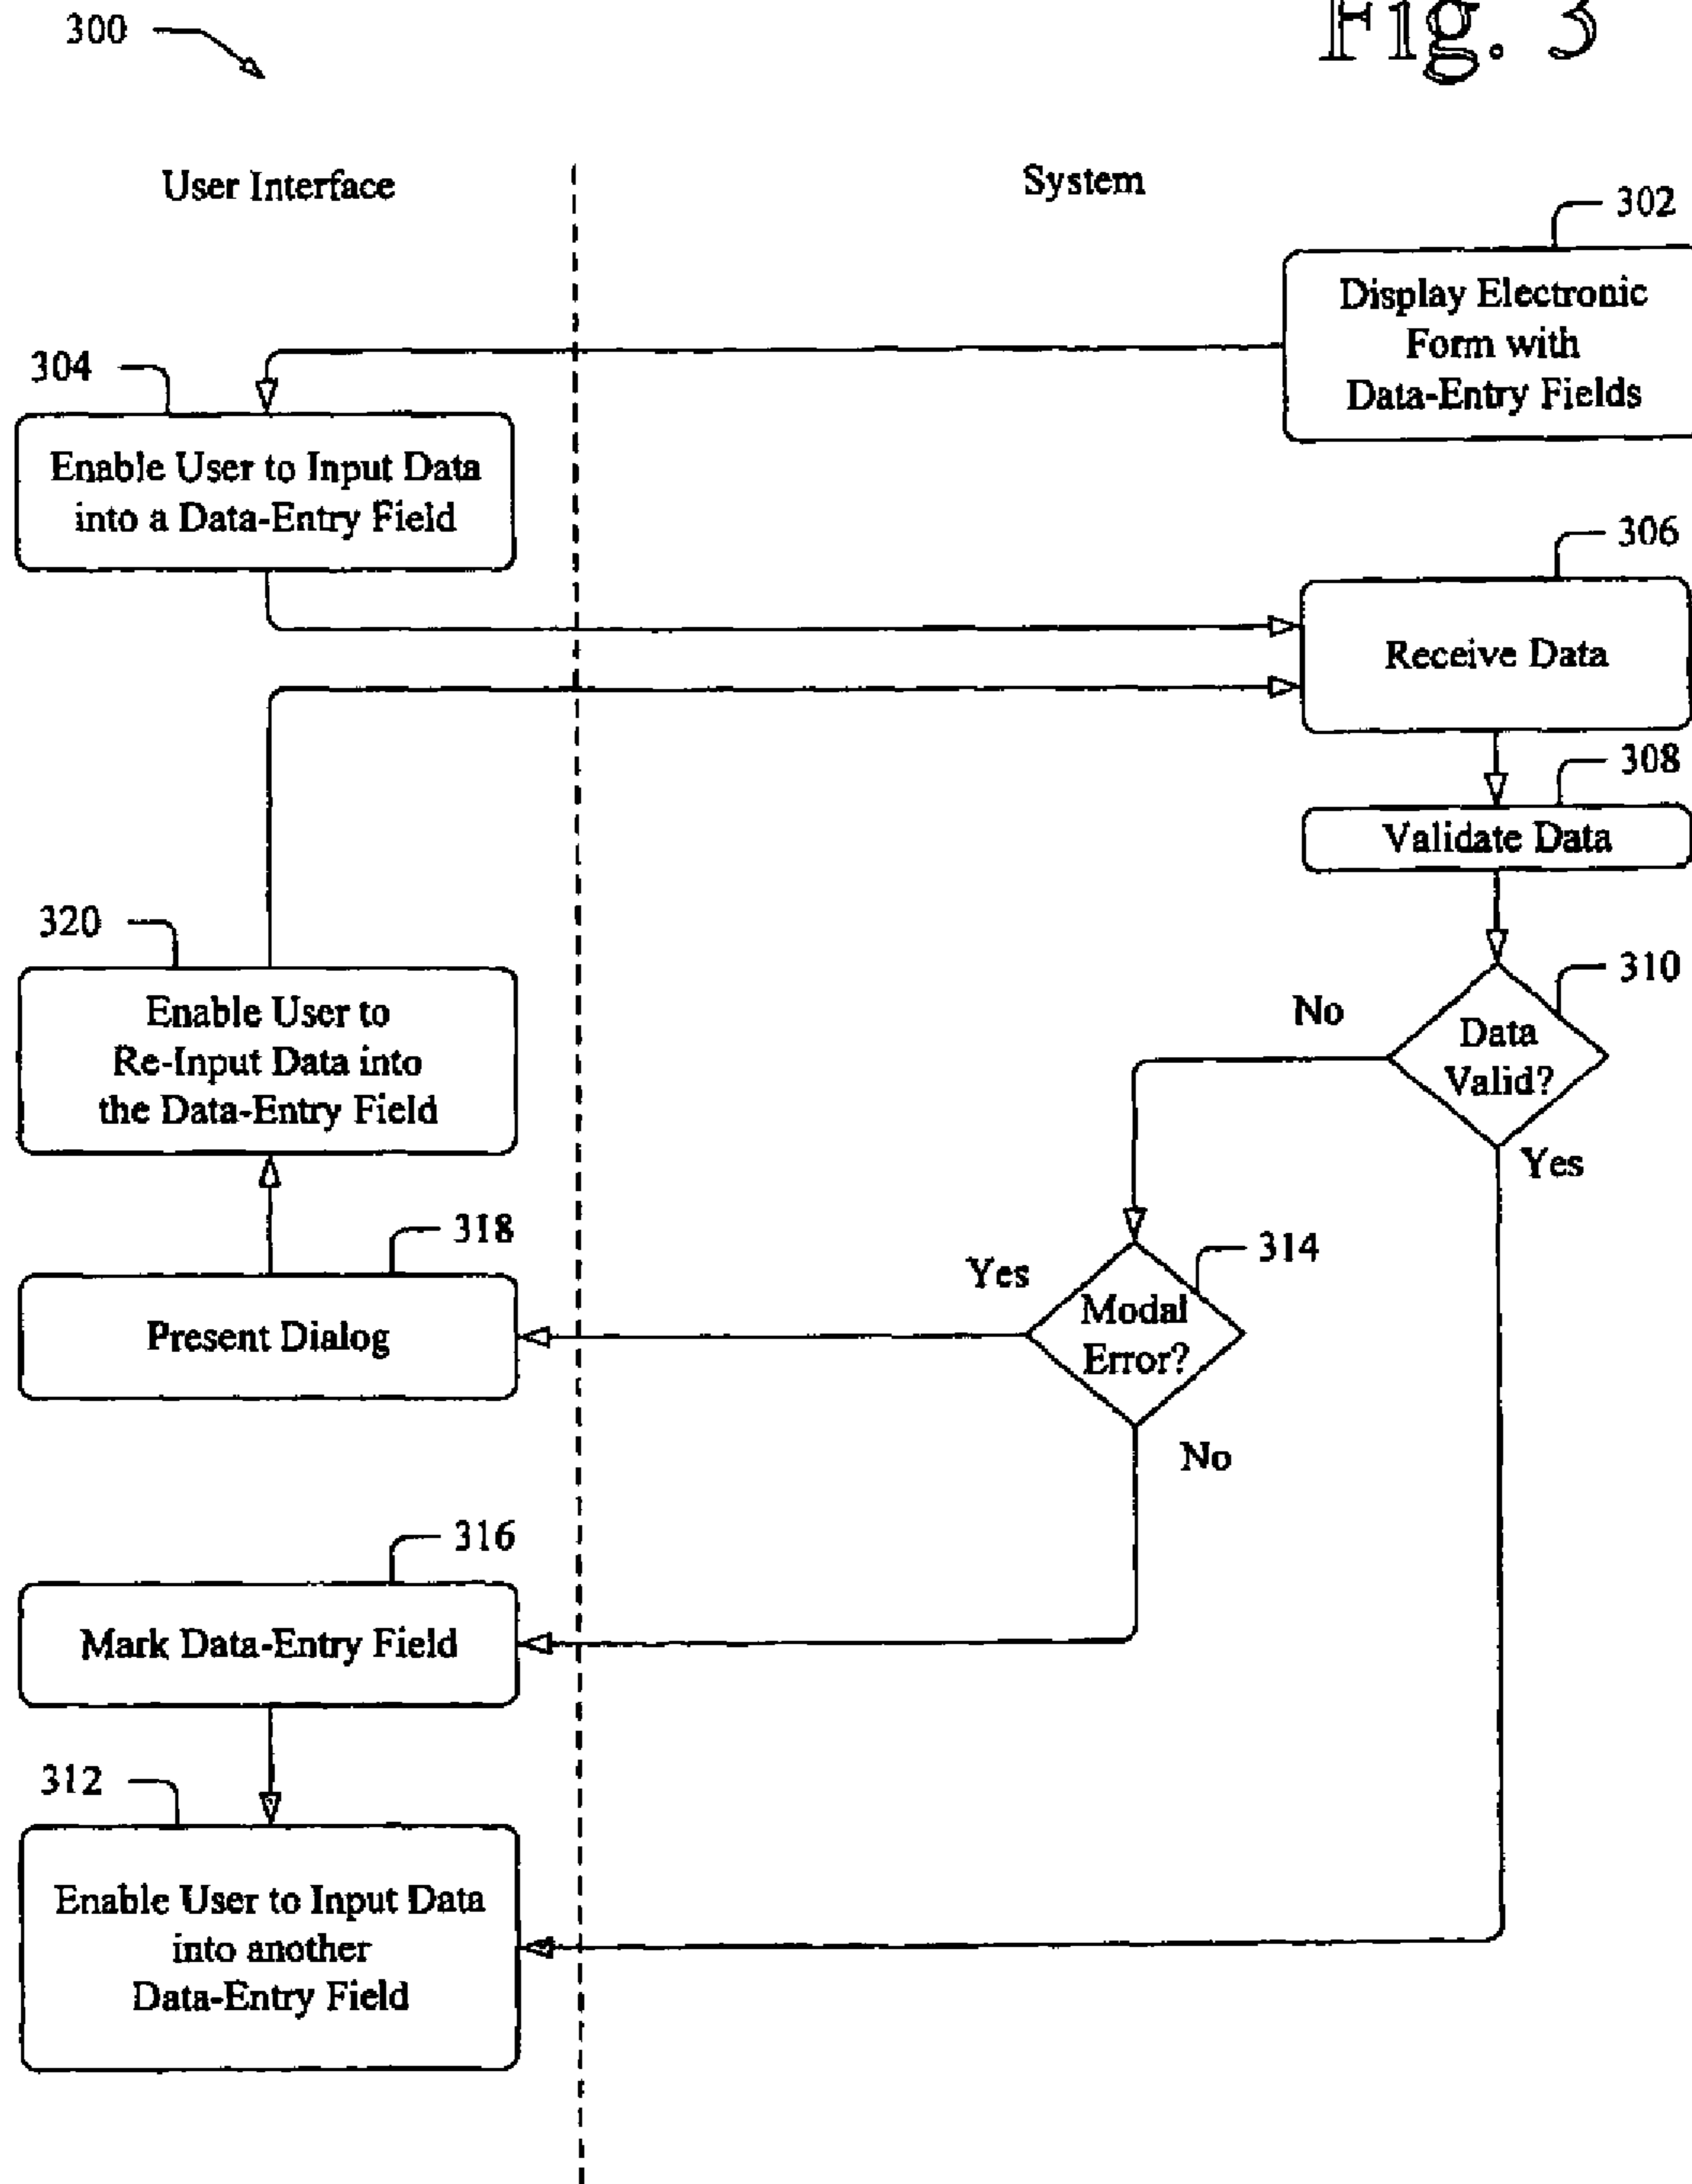 300
Fig. 3
User Interface
System
302
Display Electronic
Form with
Data-Entry Fields
304
Enable User to Input Data
into a Data-Entry Field
306
Receive Data
308
Validate Data
320
Enable User to
Re-Input Data into
the Data-Entry Field
310
No
Data
Valid?
Yes
318
Present Dialog
314
Yes
Modal
Error?
No
316
Mark Data-Entry Field
312
Enable User to Input Data
into another
Data-Entry Field